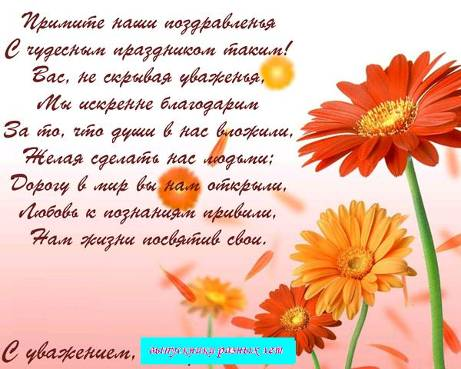 Примите наши поздравленья
С чудесным праздником таким!
Вас, не скрывая уваженья,
Мы искренне благодарим
За то, что души в нас вложили,
Желая сделать нас людьми;
Дорогу в мир вы нам открыли,
Любовь к познаниям привили,
Нам жизни посвятив свои.
С уважением, выпускники разных лет